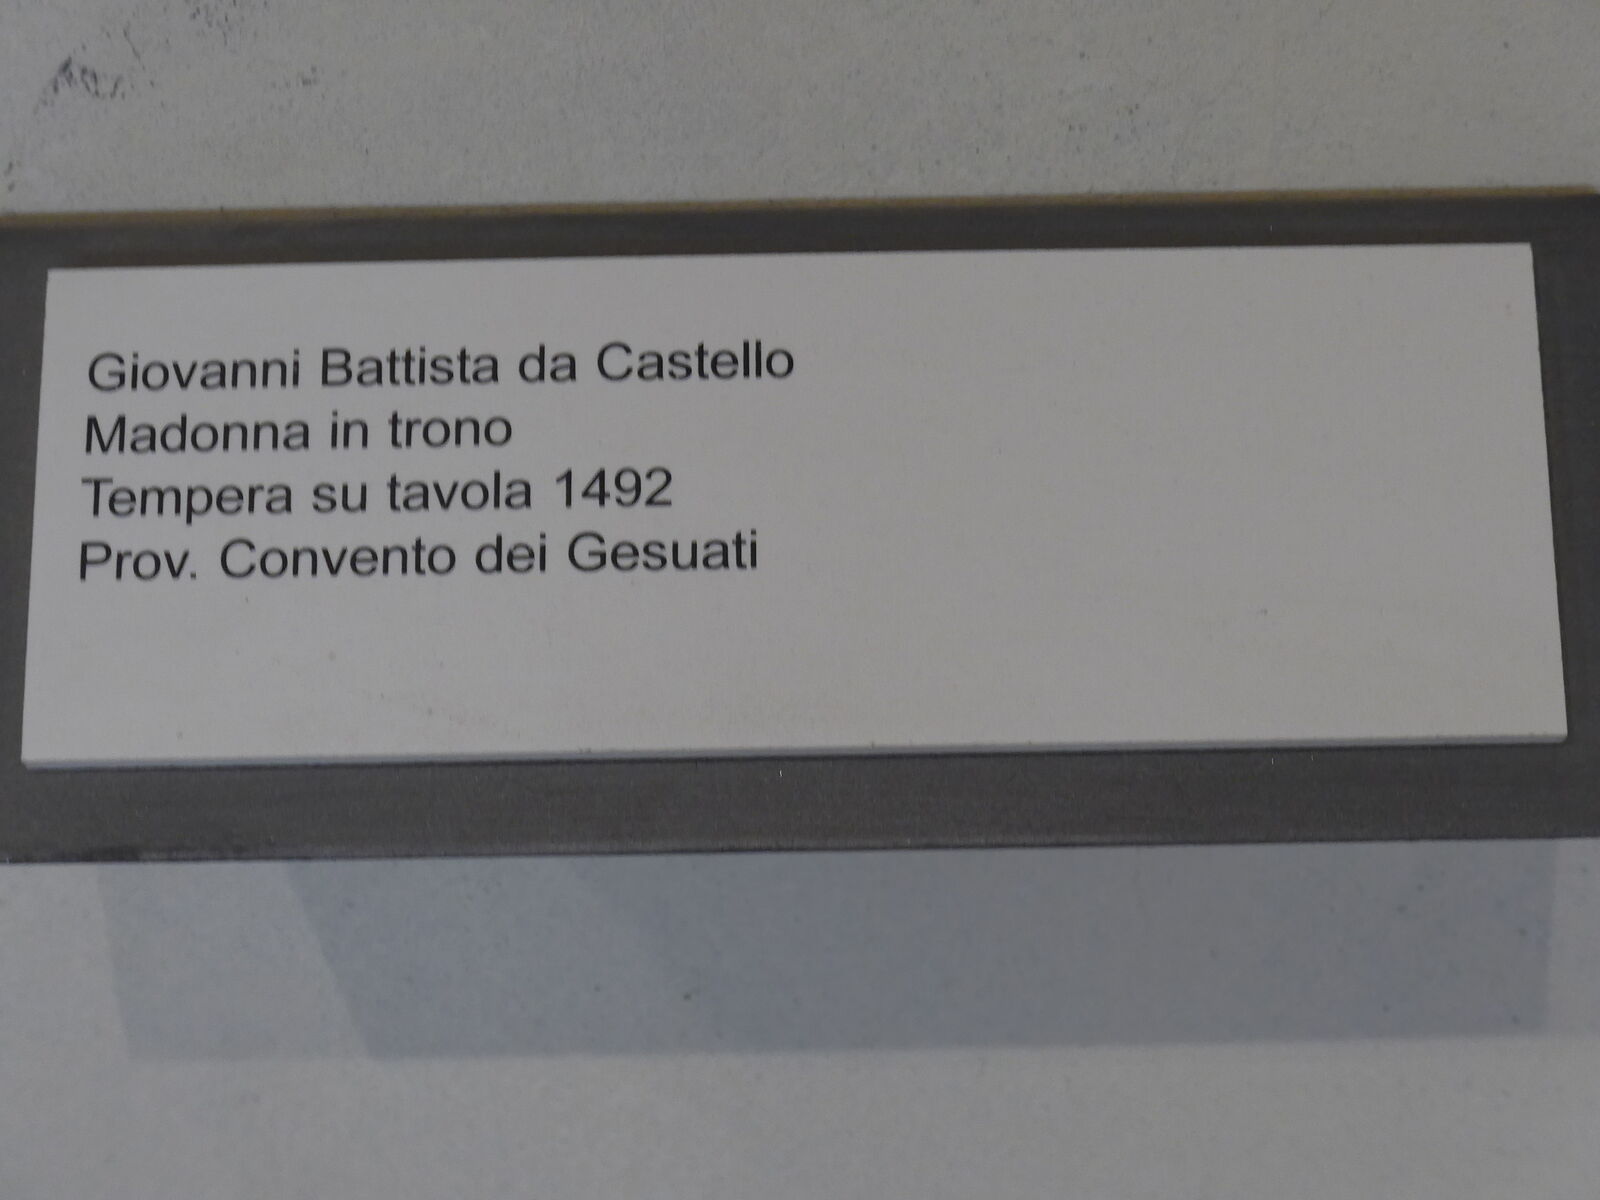 Giovanni Battista da Castello
Madonna in trono
Tempera su tavola 1492
Prov. Convento dei Gesuati